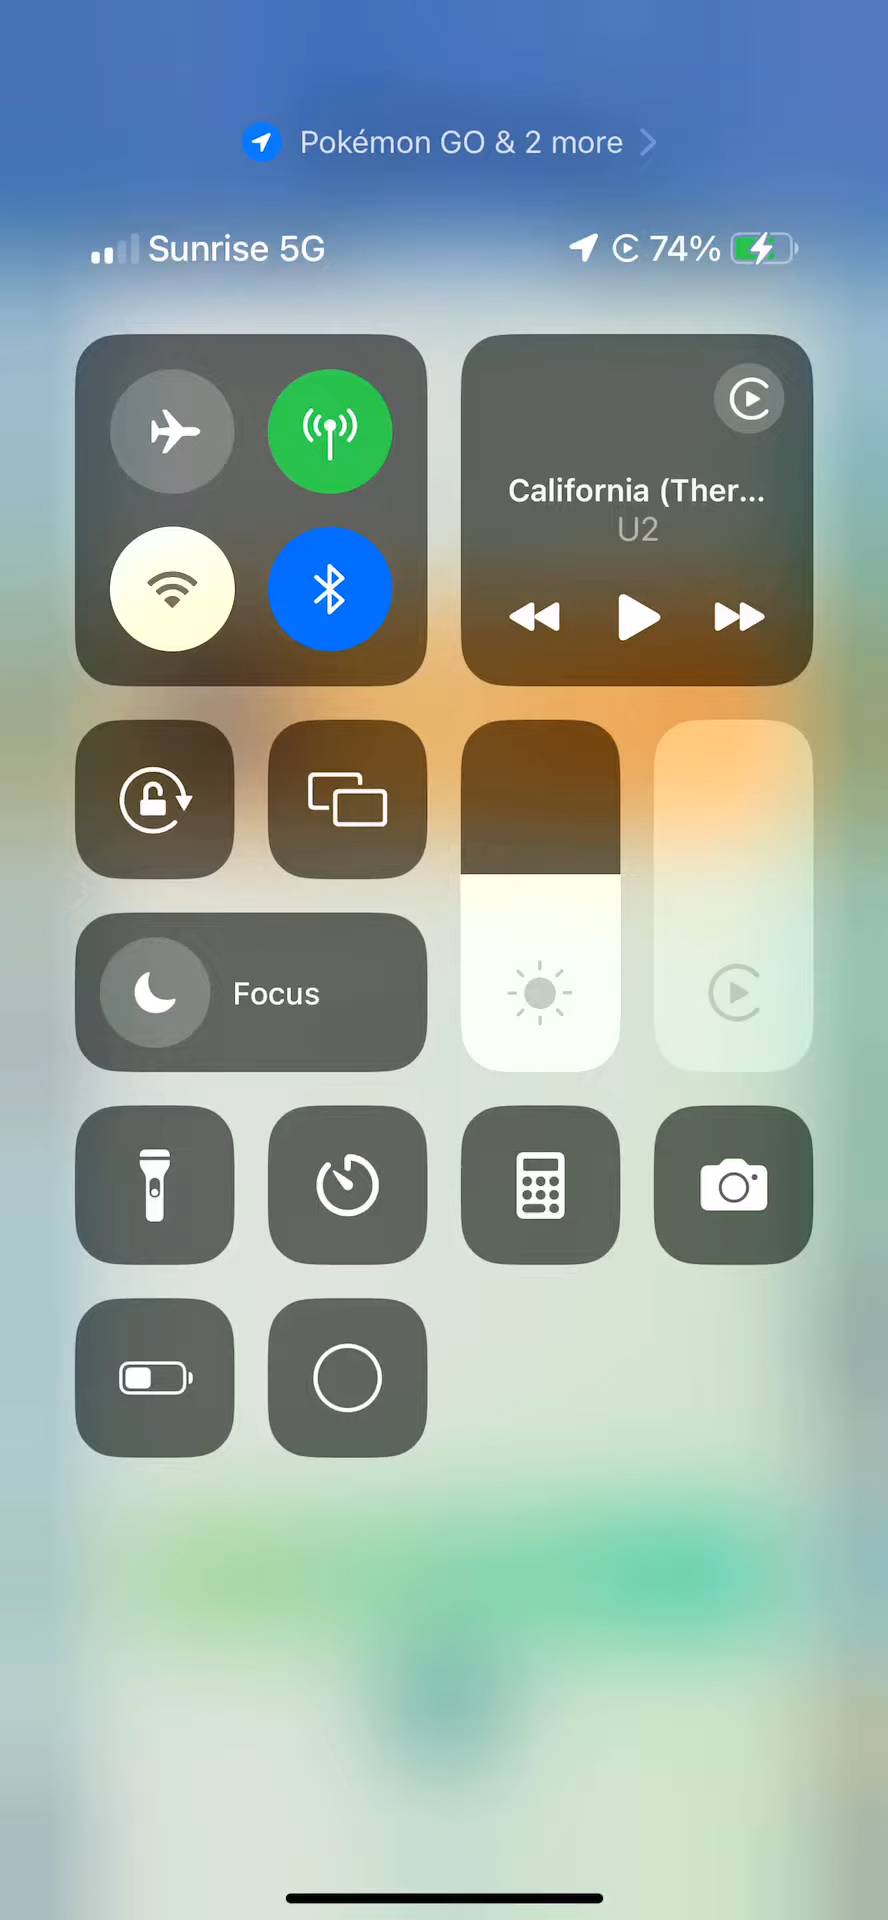 Pokémon GO & 2 more
Sunrise 5G 74%
California (Ther...
U2
Focus